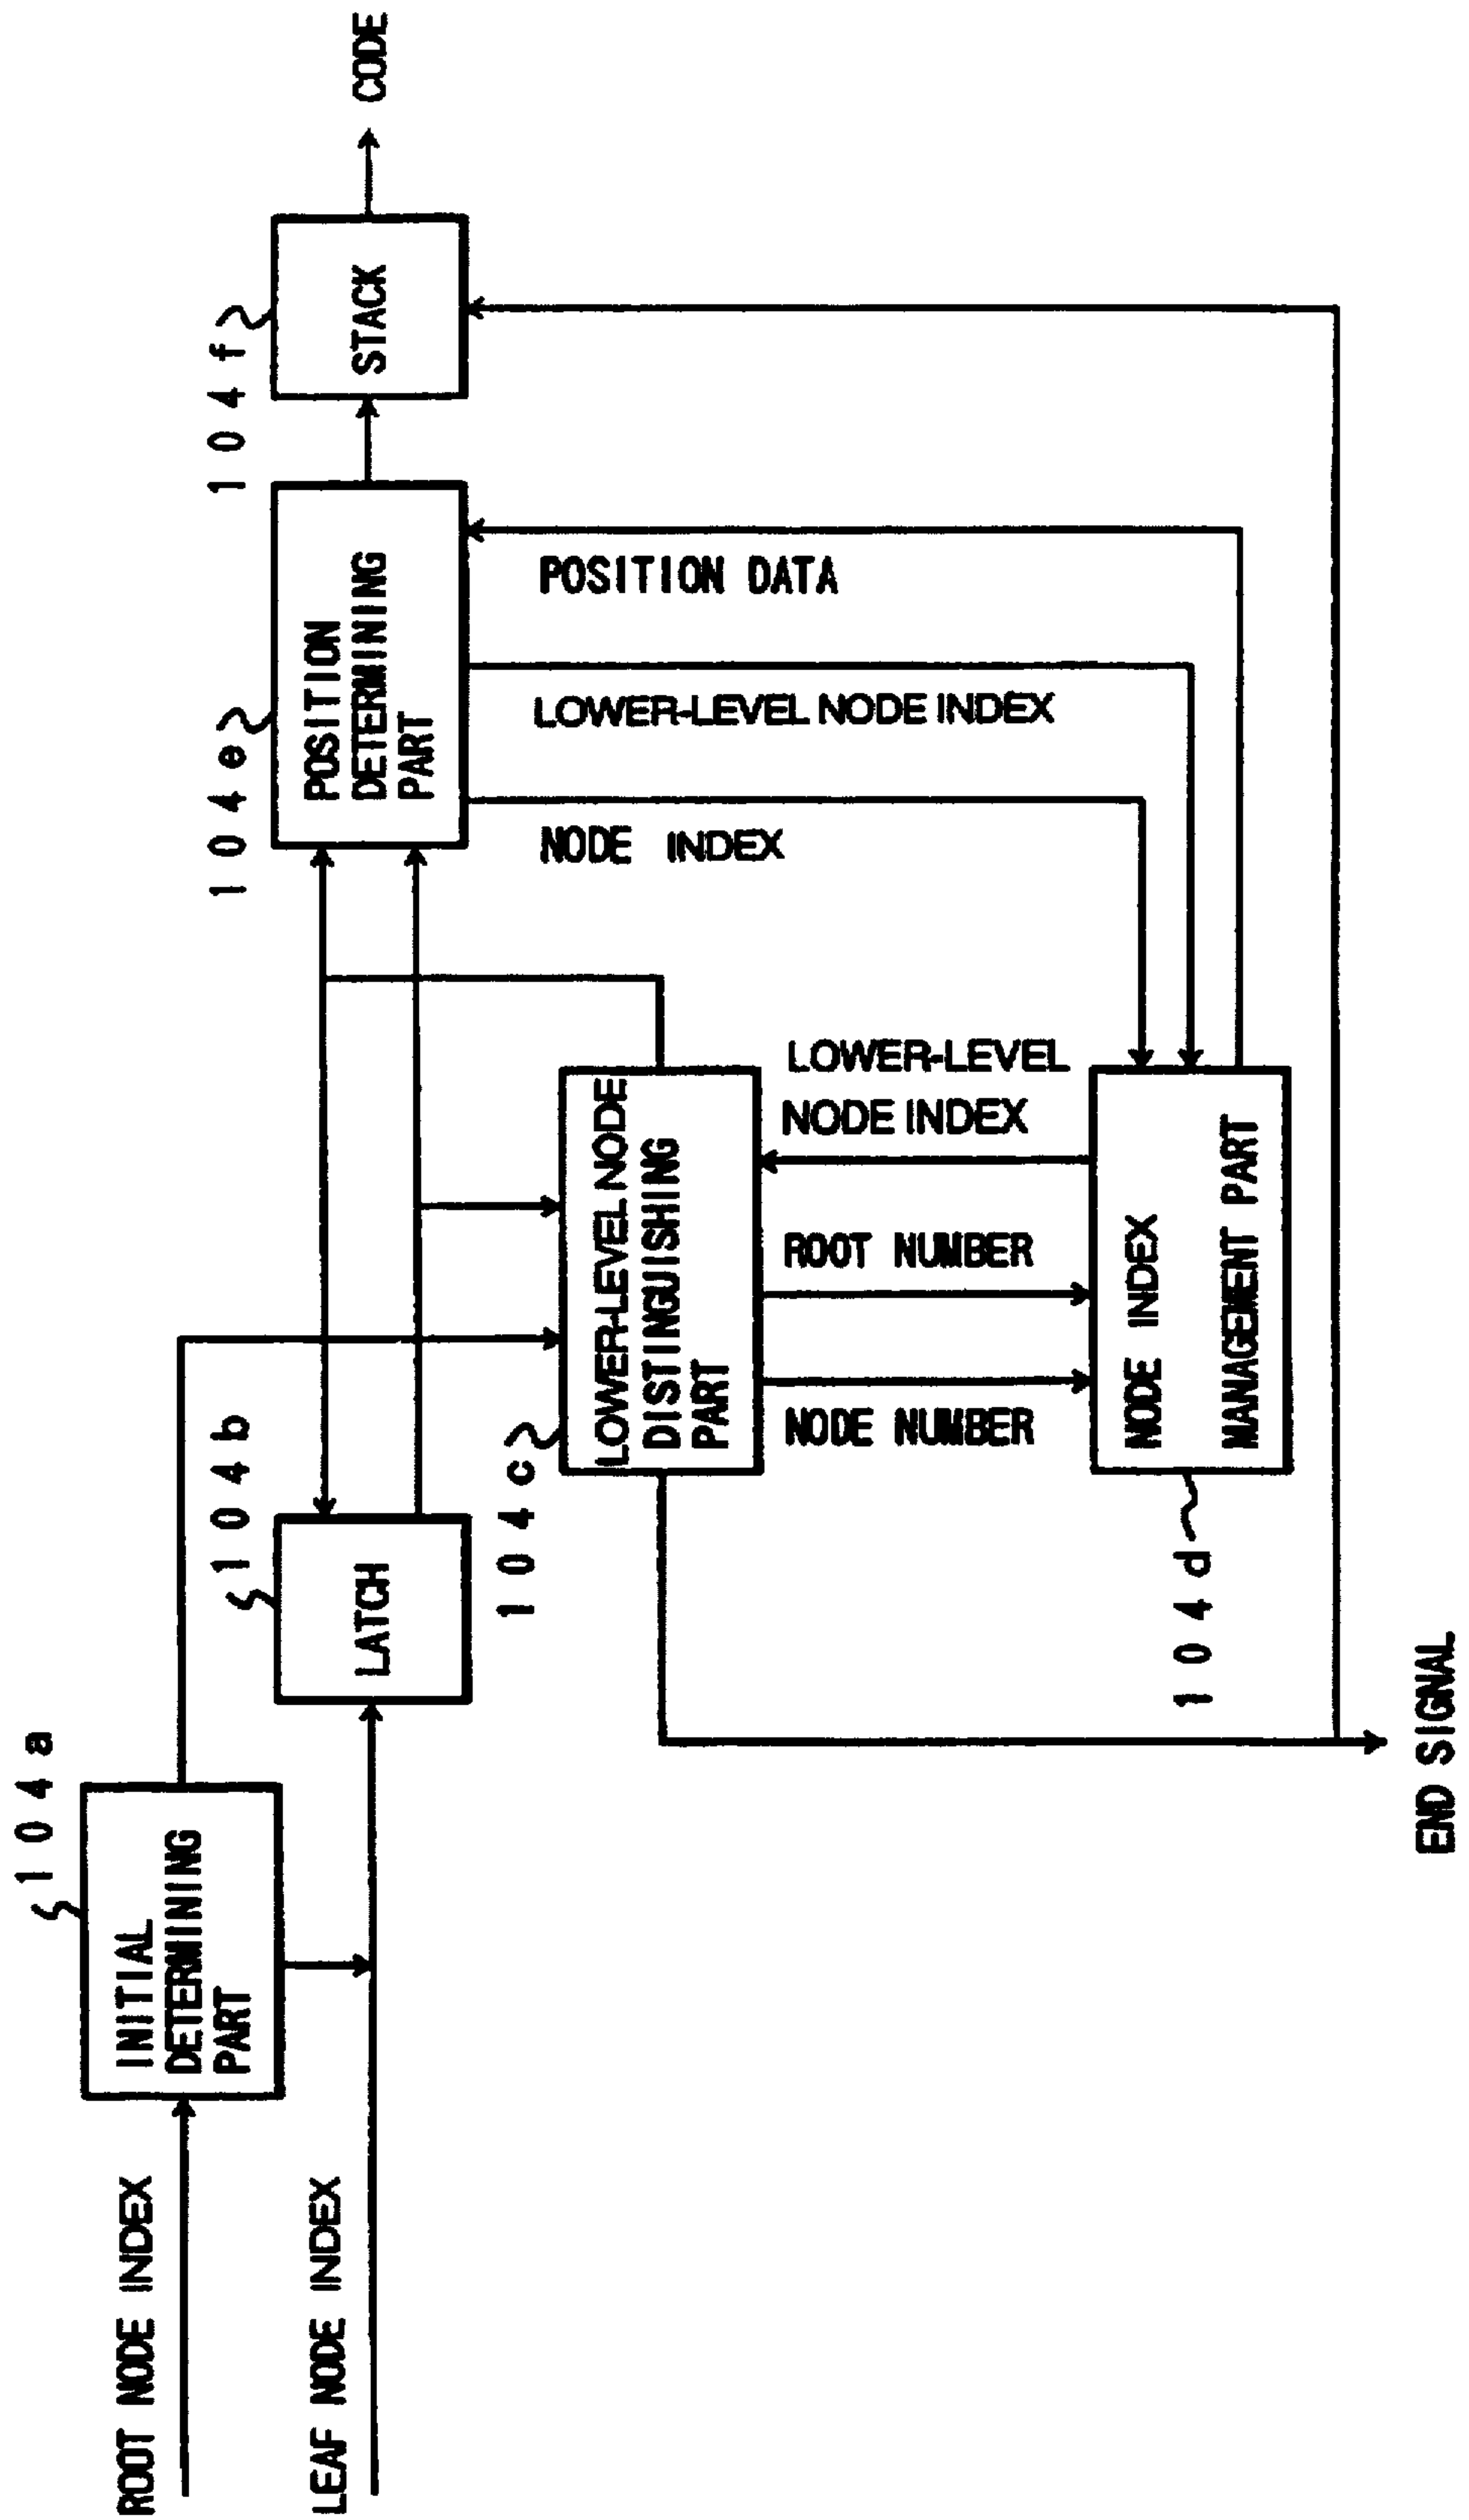 ROOT NODE INDEX
LEAF NODE INDEX
104a
INITIAL
DETERMINING
PART
104b
LATCH
104c
LOWER-LEVEL NODE
DISTINGUISHING
PART
LOWER-LEVEL
NODE INDEX
ROOT NUMBER
NODE NUMBER
104d
NODE INDEX
MANAGEMENT PART
104e
POSITION
DETERMINING
PART
POSITION DATA
LOWER-LEVEL NODE INDEX
NODE INDEX
104f
STACK
CODE
END SIGNAL